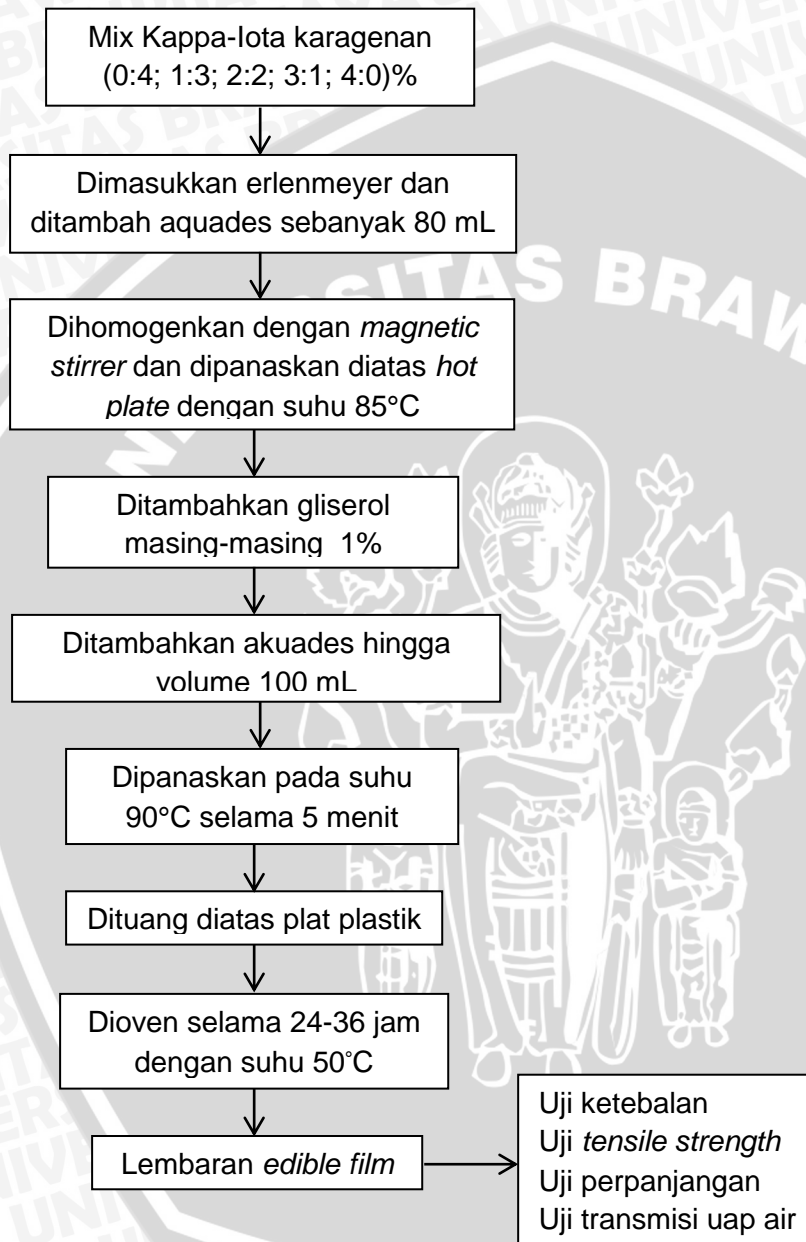 Mix Kappa-Iota karagenan
(0:4; 1:3; 2:2; 3:1; 4:0)%
Dimasukkan erlenmeyer dan
ditambah aquades sebanyak 80 mL
Dihomogenkan dengan magnetic
stirrer dan dipanaskan diatas hot
plate dengan suhu 85°C
Ditambahkan gliserol
masing-masing 1%
Ditambahkan akuades hingga
volume 100 mL
Dipanaskan pada suhu
90°C selama 5 menit
Dituang diatas plat plastik
Dioven selama 24-36 jam
dengan suhu 50°C
Lembaran edible film
Uji ketebalan
Uji tensile strength
Uji perpanjangan
Uji transmisi uap air